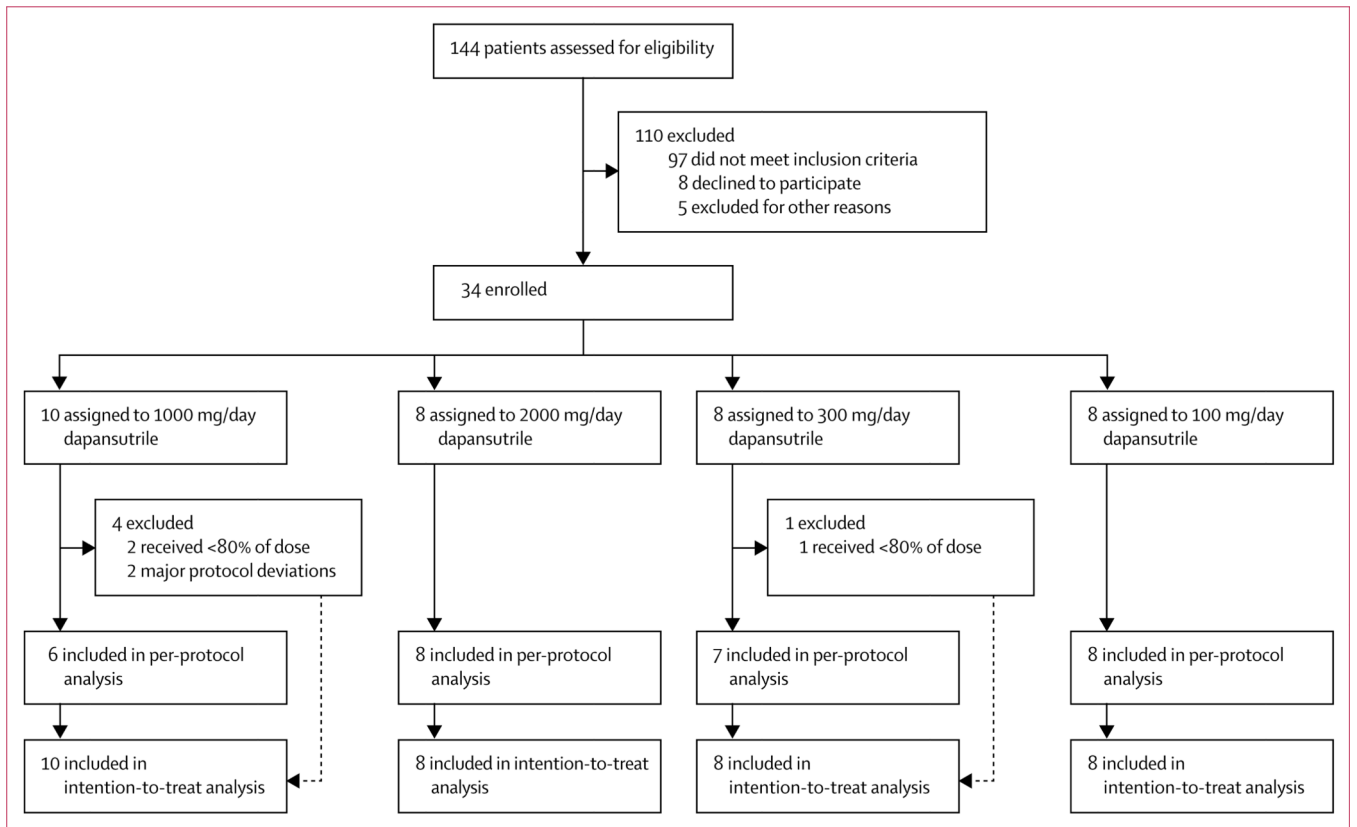 144 patients assessed for eligibility
110 excluded
97 did not meet inclusion criteria
8 declined to participate
5 excluded for other reasons
34 enrolled
10 assigned to 1000 mg/day
dapansutrile
8 assigned to 2000 mg/day
dapansutrile
8 assigned to 300 mg/day
dapansutrile
8 assigned to 100 mg/day
dapansutrile
4 excluded
2 received <80% of dose
2 major protocol deviations
1 excluded
1 received <80% of dose
6 included in per-protocol
analysis
8 included in per-protocol
analysis
7 included in per-protocol
analysis
8 included in per-protocol
analysis
10 included in
intention-to-treat analysis
8 included in intention-to-treat
analysis
8 included in
intention-to-treat analysis
8 included in
intention-to-treat analysis